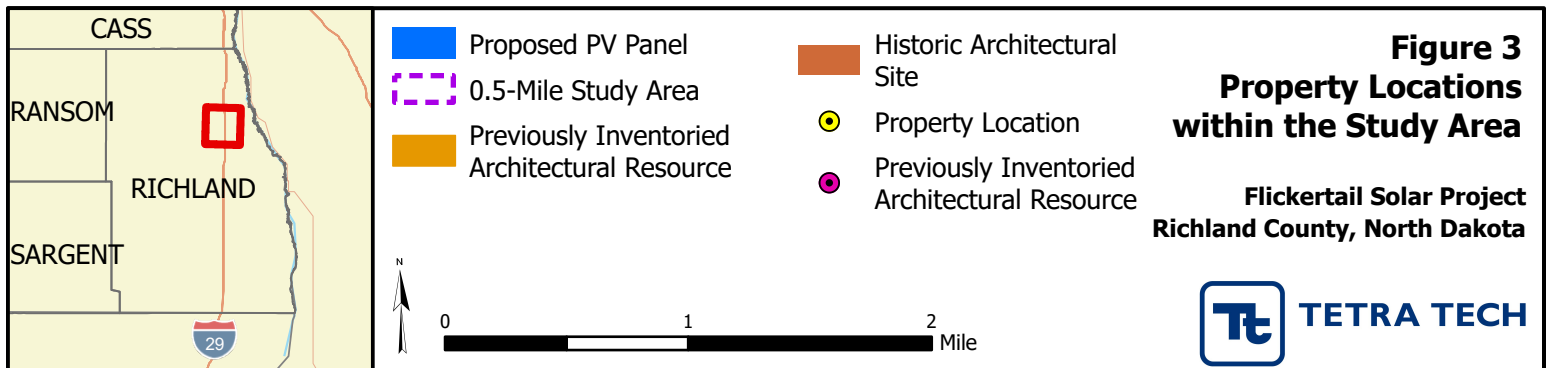 CASS
RANSOM
RICHLAND
SARGENT
29
Proposed PV Panel
0.5-Mile Study Area
Previously Inventoried
Architectural Resource
Historic Architectural
Site
Property Location
Previously Inventoried
Architectural Resource
N
0 1 2
Mile
Figure 3
Property Locations
within the Study Area
Flickertail Solar Project
Richland County, North Dakota
Tt TETRA TECH